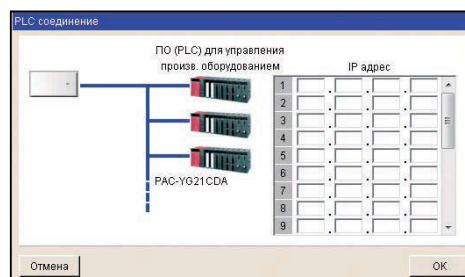 PLC соединение
ПО (PLC) для управления
произв. оборудованием
IP адрес
1
2
3
4
5
6
7
8
9
PAC-YG21CDA
Отмена
OK